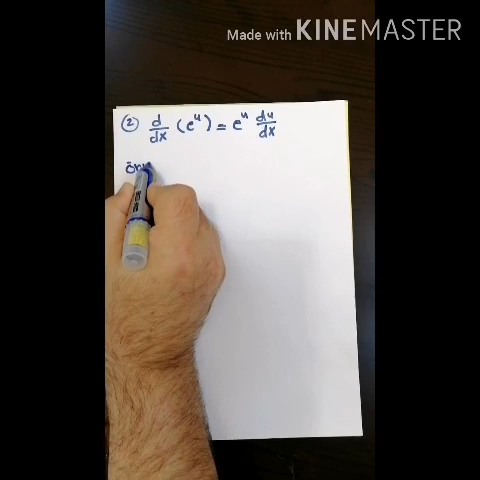 Made with KINEMASTER
② d/dx (e^u) = e^u du/dx